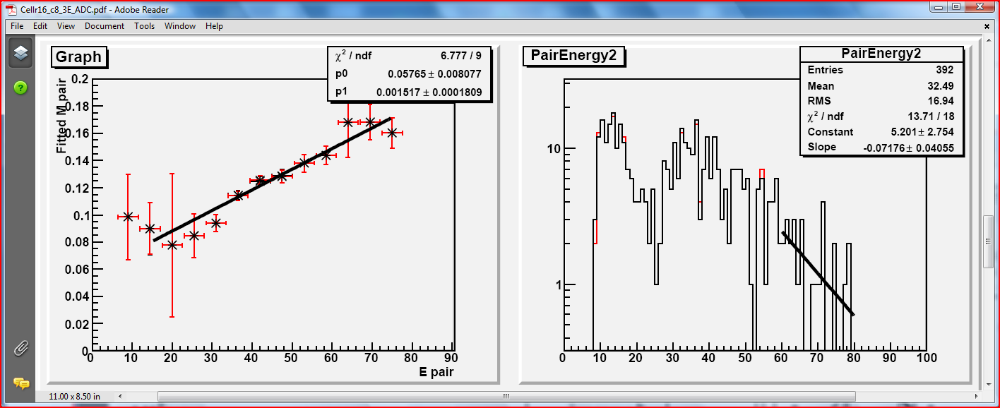 Cellr16_c8_3E_ADC.pdf - Adobe Reader
File Edit View Document Tools Window Help
Graph
χ² / ndf 6.777 / 9
p0 0.05765 ± 0.008077
p1 0.001517 ± 0.0001809
Fitted M pair
0.2
0.18
0.16
0.14
0.12
0.1
0.08
0.06
0.04
0.02
0
10 20 30 40 50 60 70 80 90
E pair
PairEnergy2
PairEnergy2
Entries 392
Mean 32.49
RMS 16.94
χ² / ndf 13.71 / 18
Constant 5.201 ± 2.754
Slope -0.07176 ± 0.04055
10
1
0 10 20 30 40 50 60 70 80 90 100
11.00 x 8.50 in